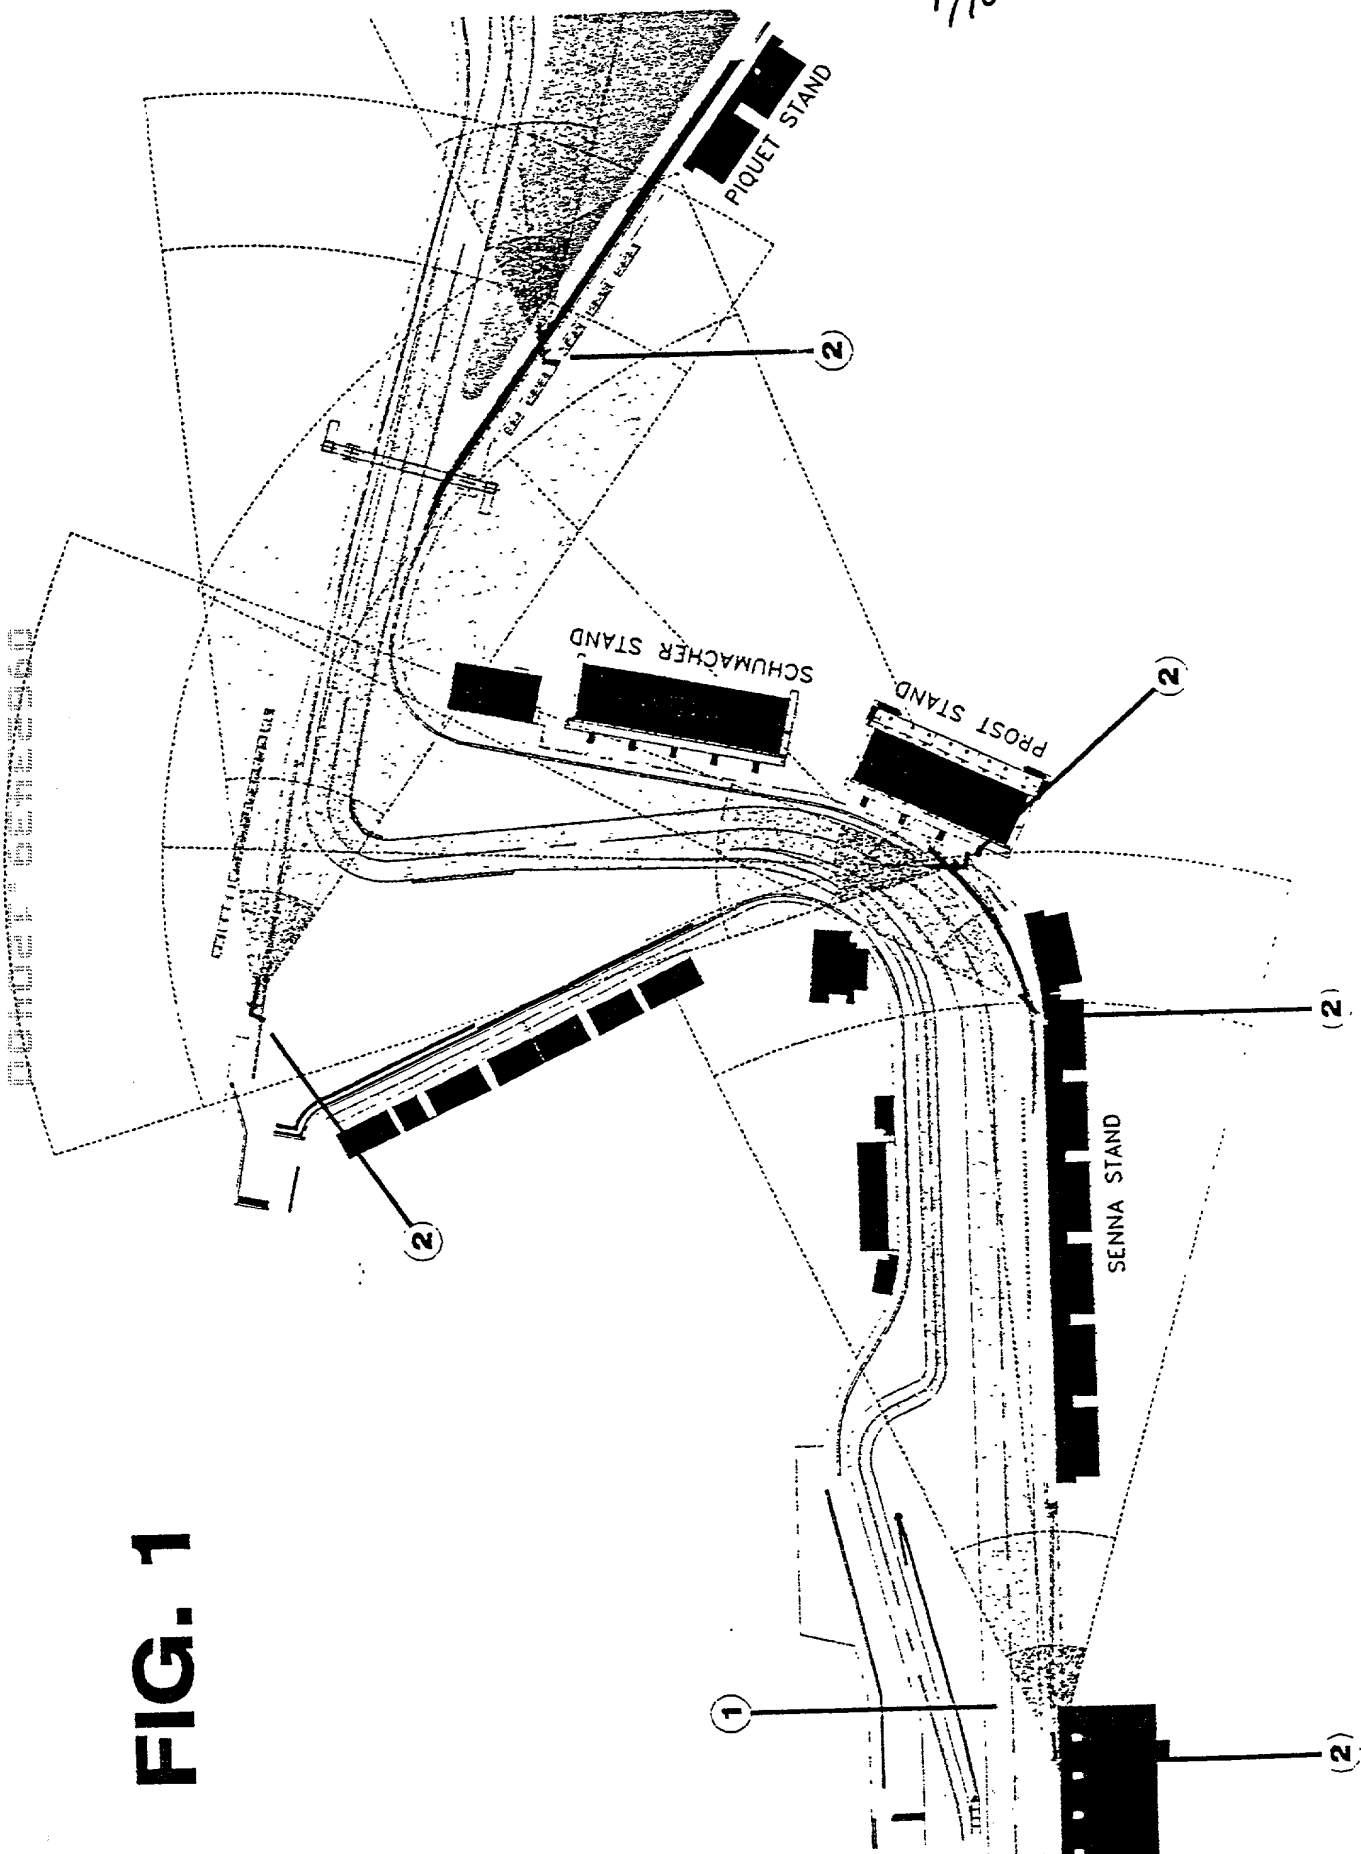 FIG. 1
PIQUET STAND
2
SCHUMACHER STAND
PROST STAND
2
2
2
SENNA STAND
1
2